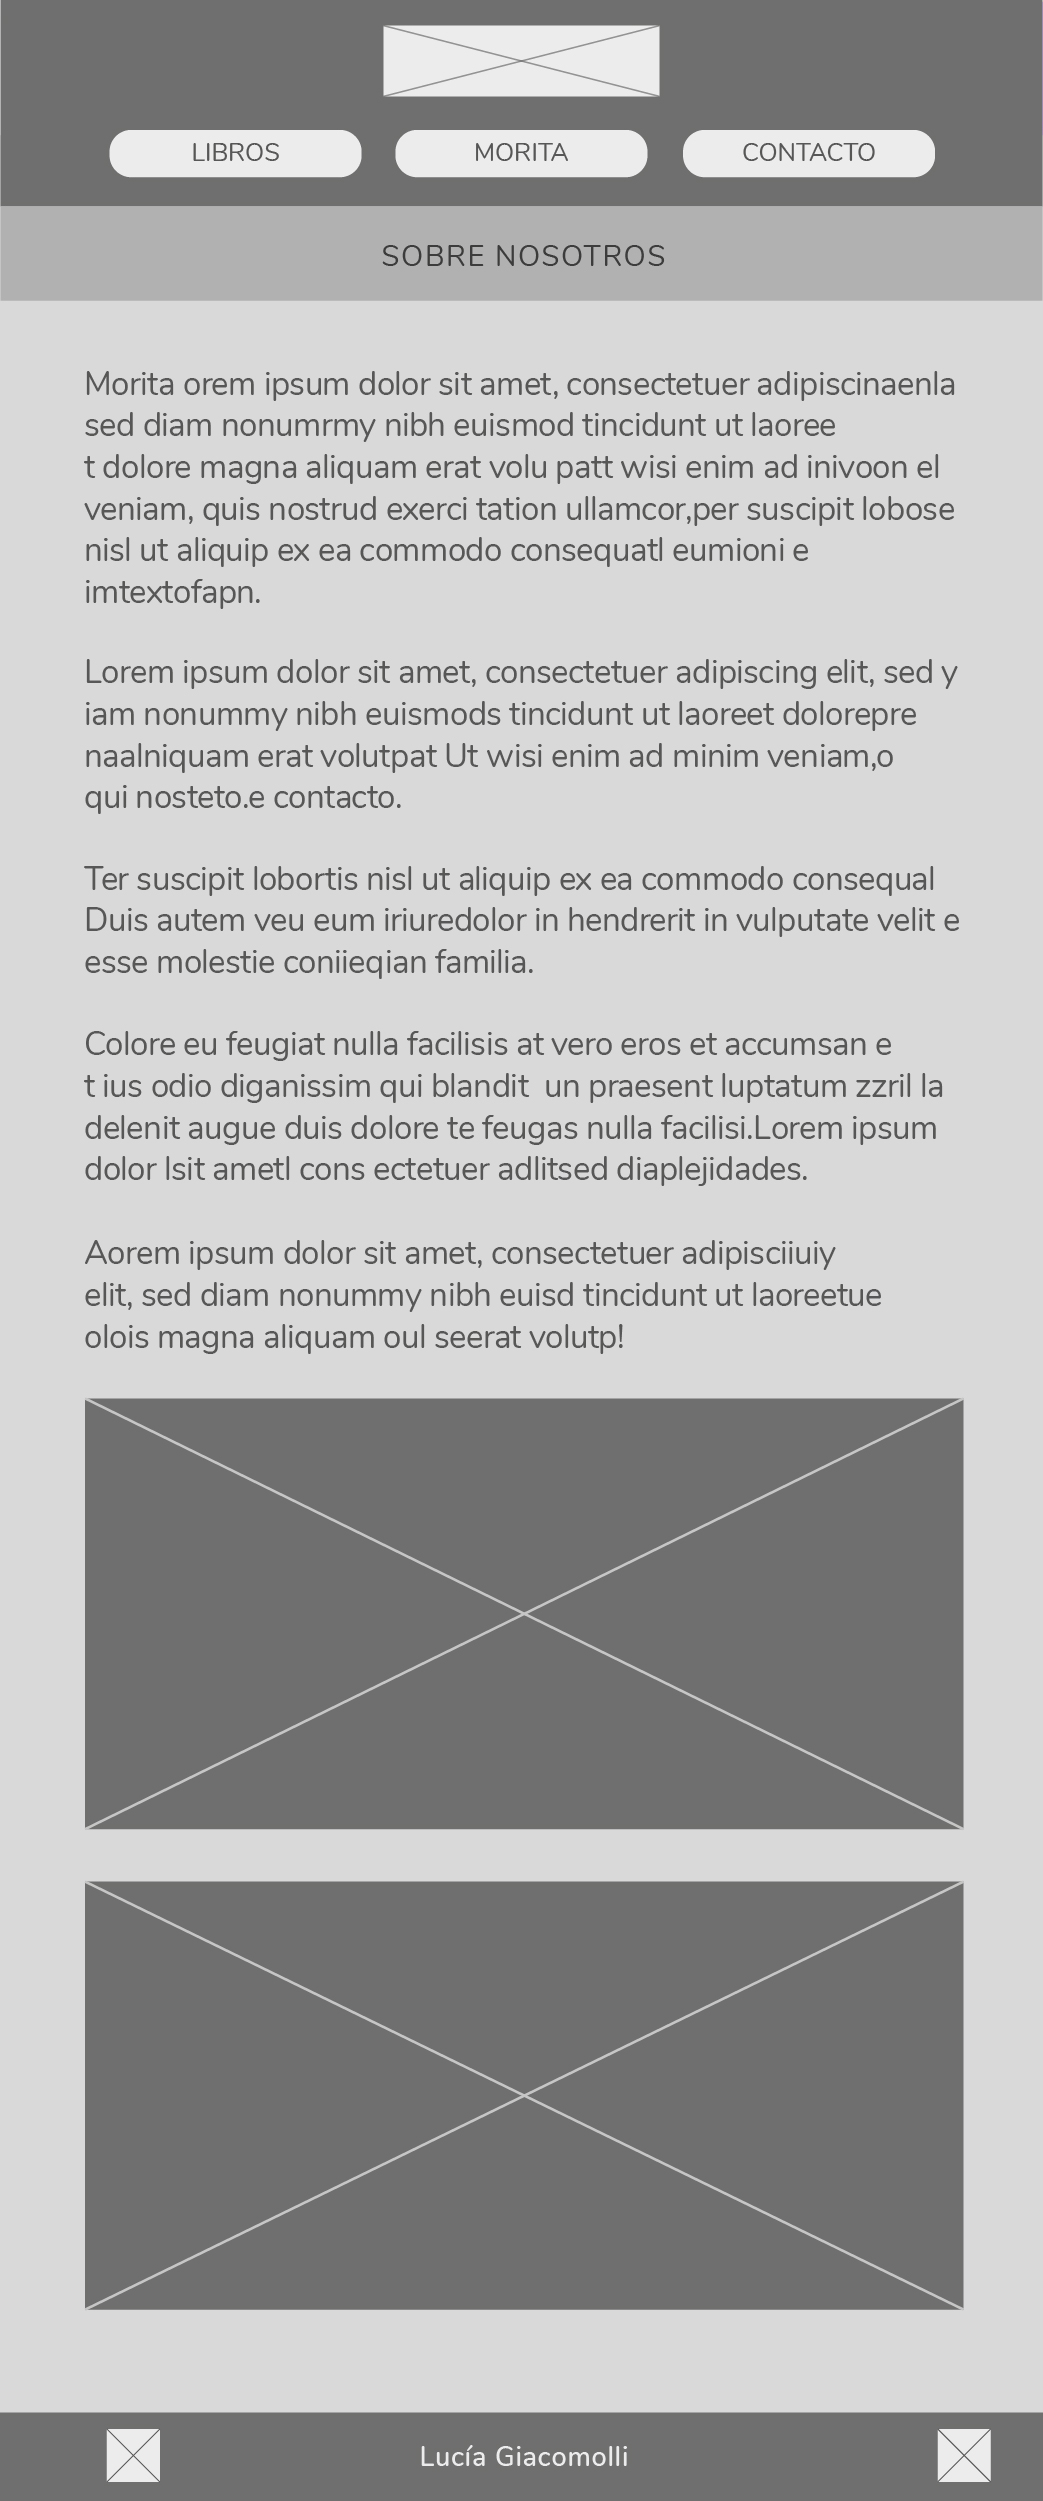 LIBROS
MORITA
CONTACTO
SOBRE NOSOTROS
Morita orem ipsum dolor sit amet, consectetuer adipiscinaenla
sed diam nonumrmy nibh euismod tincidunt ut laoree
t dolore magna aliquam erat volu patt wisi enim ad inivoon el
veniam, quis nostrud exerci tation ullamcor,per suscipit lobose
nisl ut aliquip ex ea commodo consequatl eumioni e
imtextofapn.
Lorem ipsum dolor sit amet, consectetuer adipiscing elit, sed y
iam nonummy nibh euismods tincidunt ut laoreet dolorepre
naalniquam erat volutpat Ut wisi enim ad minim veniam,o
qui nosteto.e contacto.
Ter suscipit lobortis nisl ut aliquip ex ea commodo consequal
Duis autem veu eum iriuredolor in hendrerit in vulputate velit e
esse molestie coniieqian familia.
Colore eu feugiat nulla facilisis at vero eros et accumsan e
t ius odio diganissim qui blandit  un praesent luptatum zzril la
delenit augue duis dolore te feugas nulla facilisi.Lorem ipsum
dolor lsit ametl cons ectetuer adlitsed diaplejidades.
Aorem ipsum dolor sit amet, consectetuer adipisciiuiy
elit, sed diam nonummy nibh euisd tincidunt ut laoreetue
olois magna aliquam oul seerat volutp!
Lucía Giacomolli